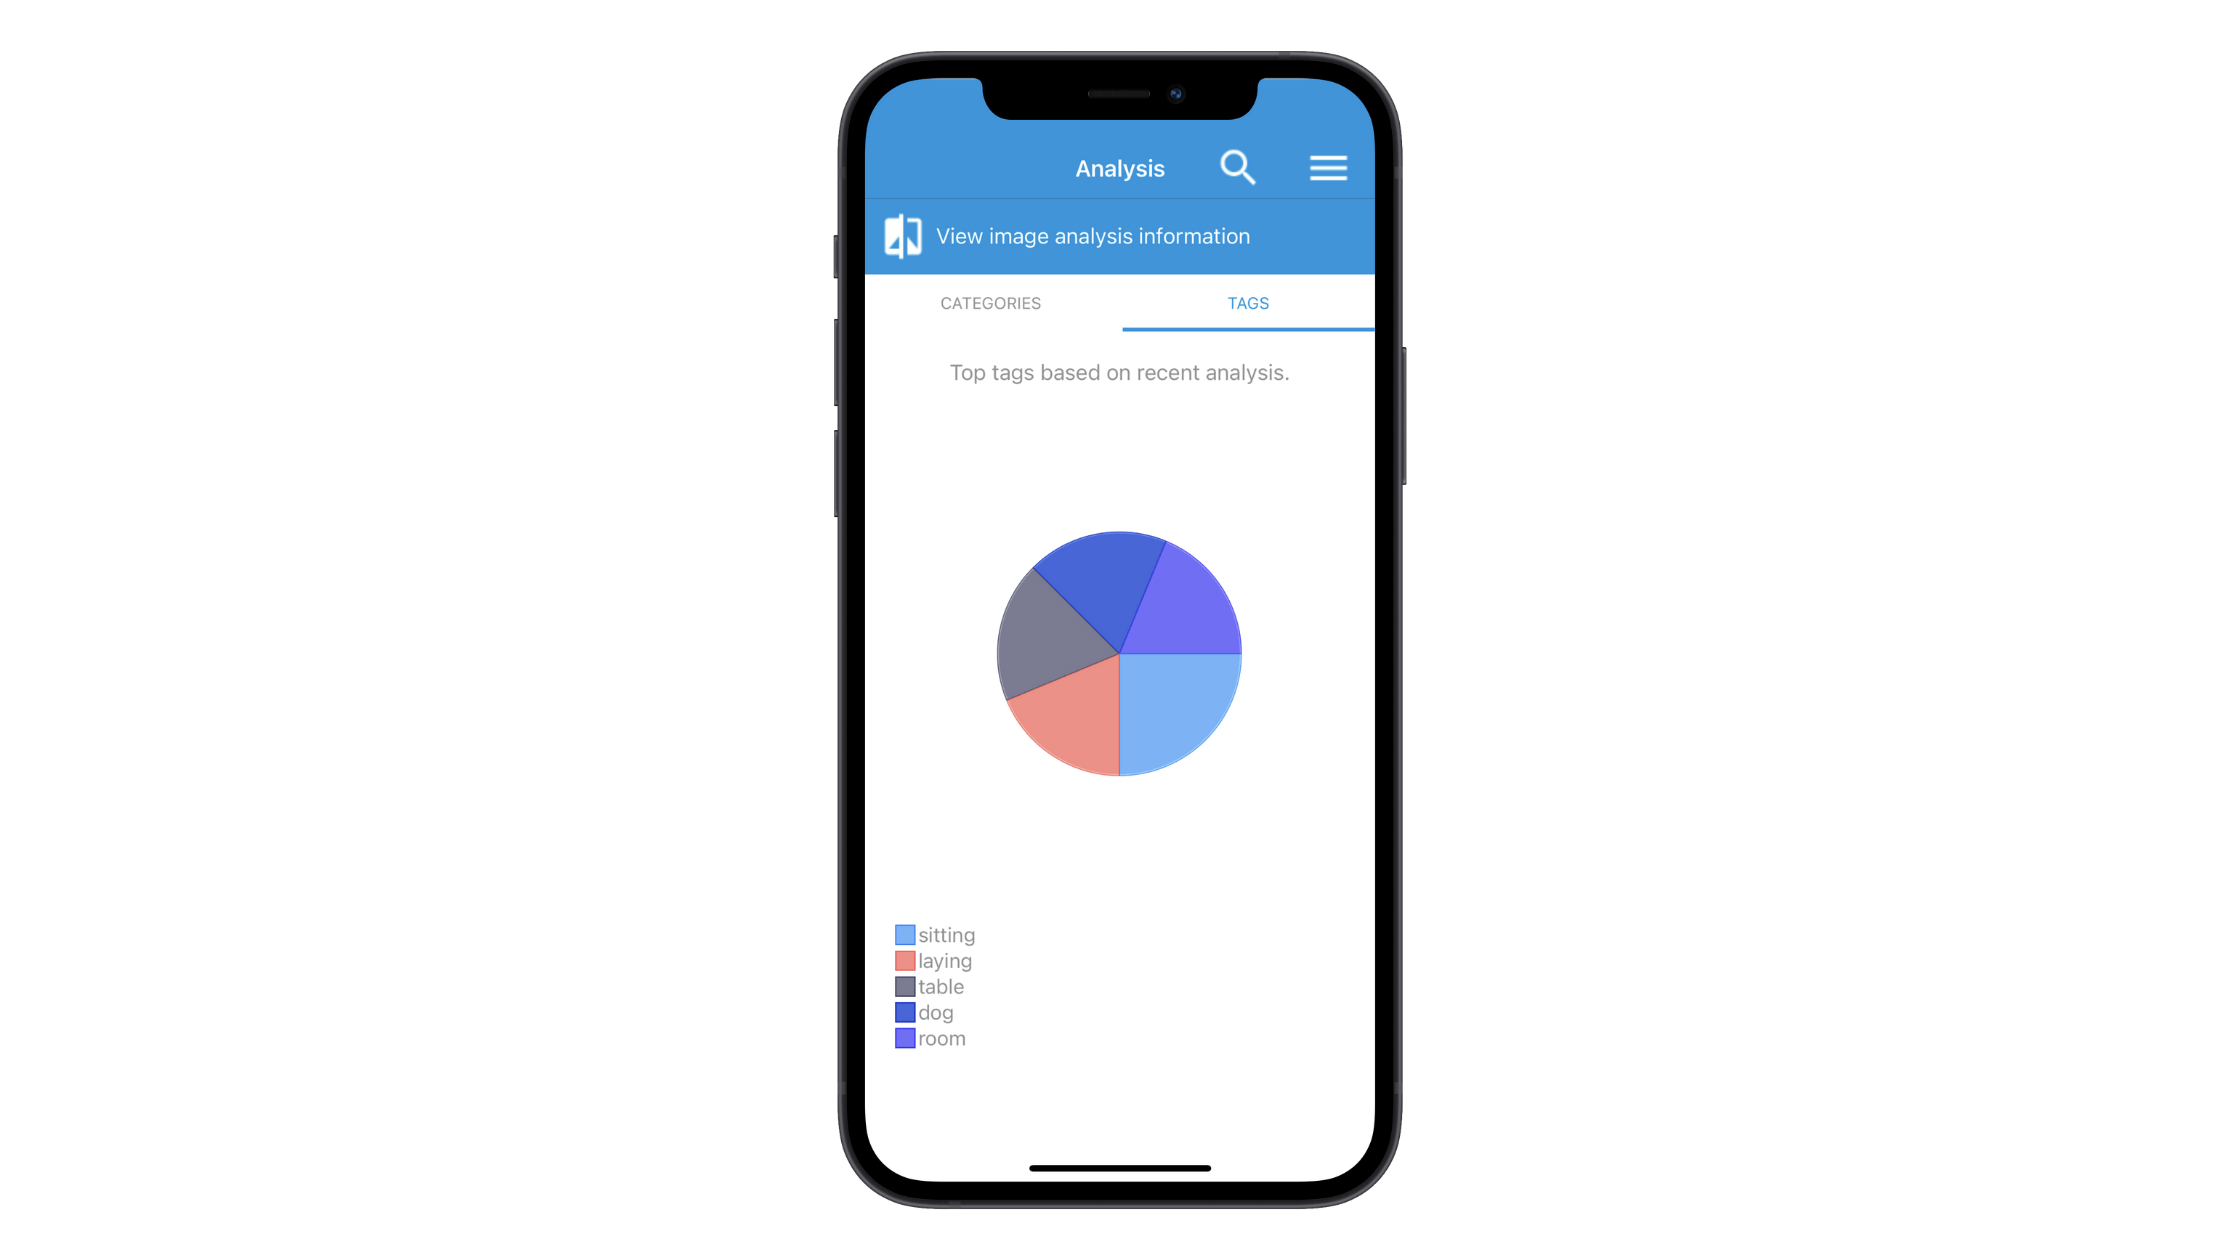 Analysis
View image analysis information
CATEGORIES TAGS
Top tags based on recent analysis.
sitting
laying
table
dog
room